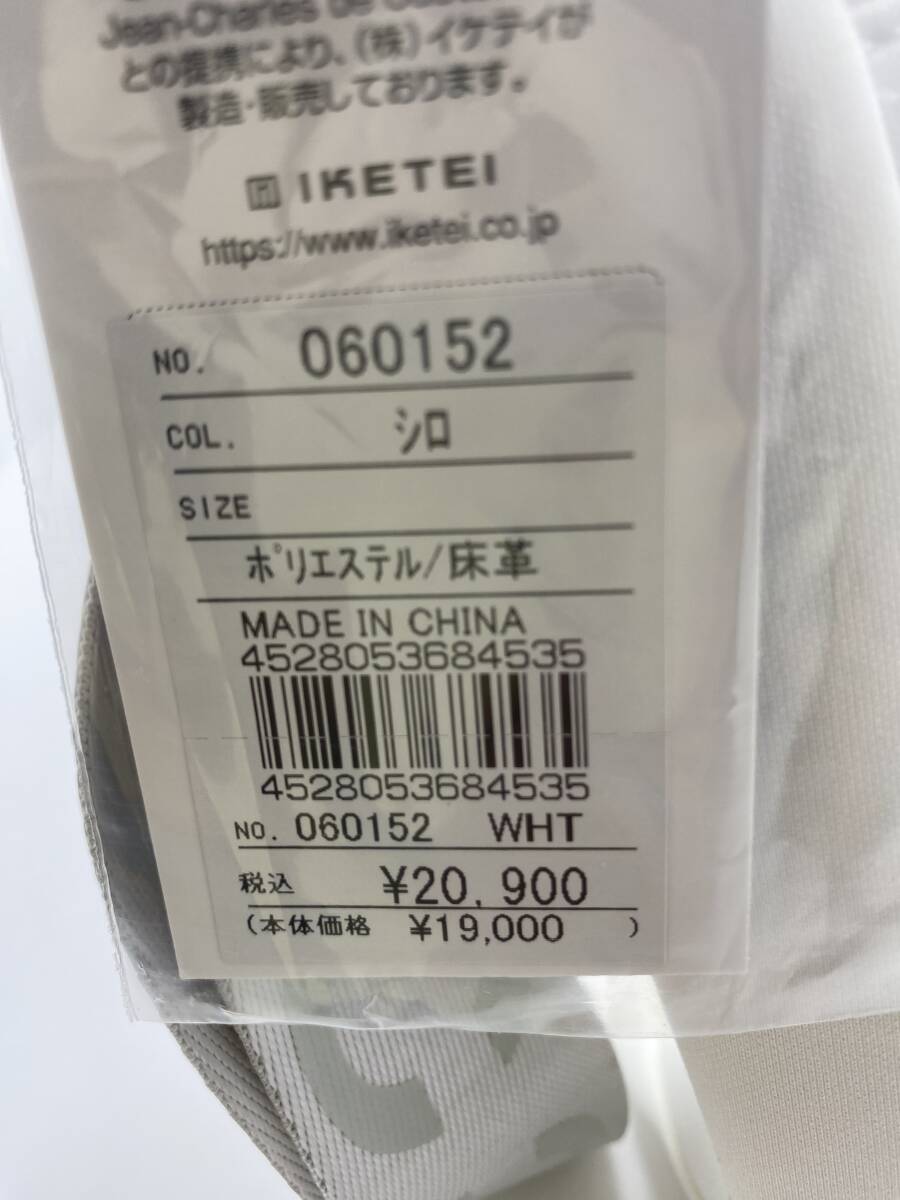 Jean-Charles de
との提携により、(株)イケテイが
製造・販売しております。
IKETEI
https://www.iketei.co.jp
NO. 060152
COL. シロ
SIZE
ポリエステル/床革
MADE IN CHINA
4528053684535
4528053684535
NO. 060152 WHT
税込 ¥20,900
(本体価格 ¥19,000 )